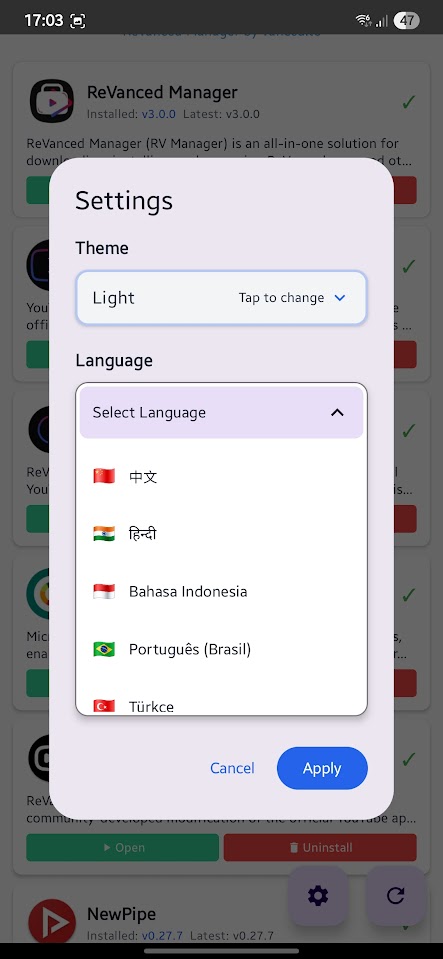 17:03
47
ReVanced Manager
Installed: v3.0.0 Latest: v3.0.0
ReVanced Manager (RV Manager) is an all-in-one solution for
Settings
Theme
Light Tap to change
Language
Select Language
中文
हिन्दी
Bahasa Indonesia
Português (Brasil)
Türkçe
Cancel Apply
community-developed modification of the official YouTube ap...
Open Uninstall
NewPipe
Installed: v0.27.7 Latest: v0.27.7